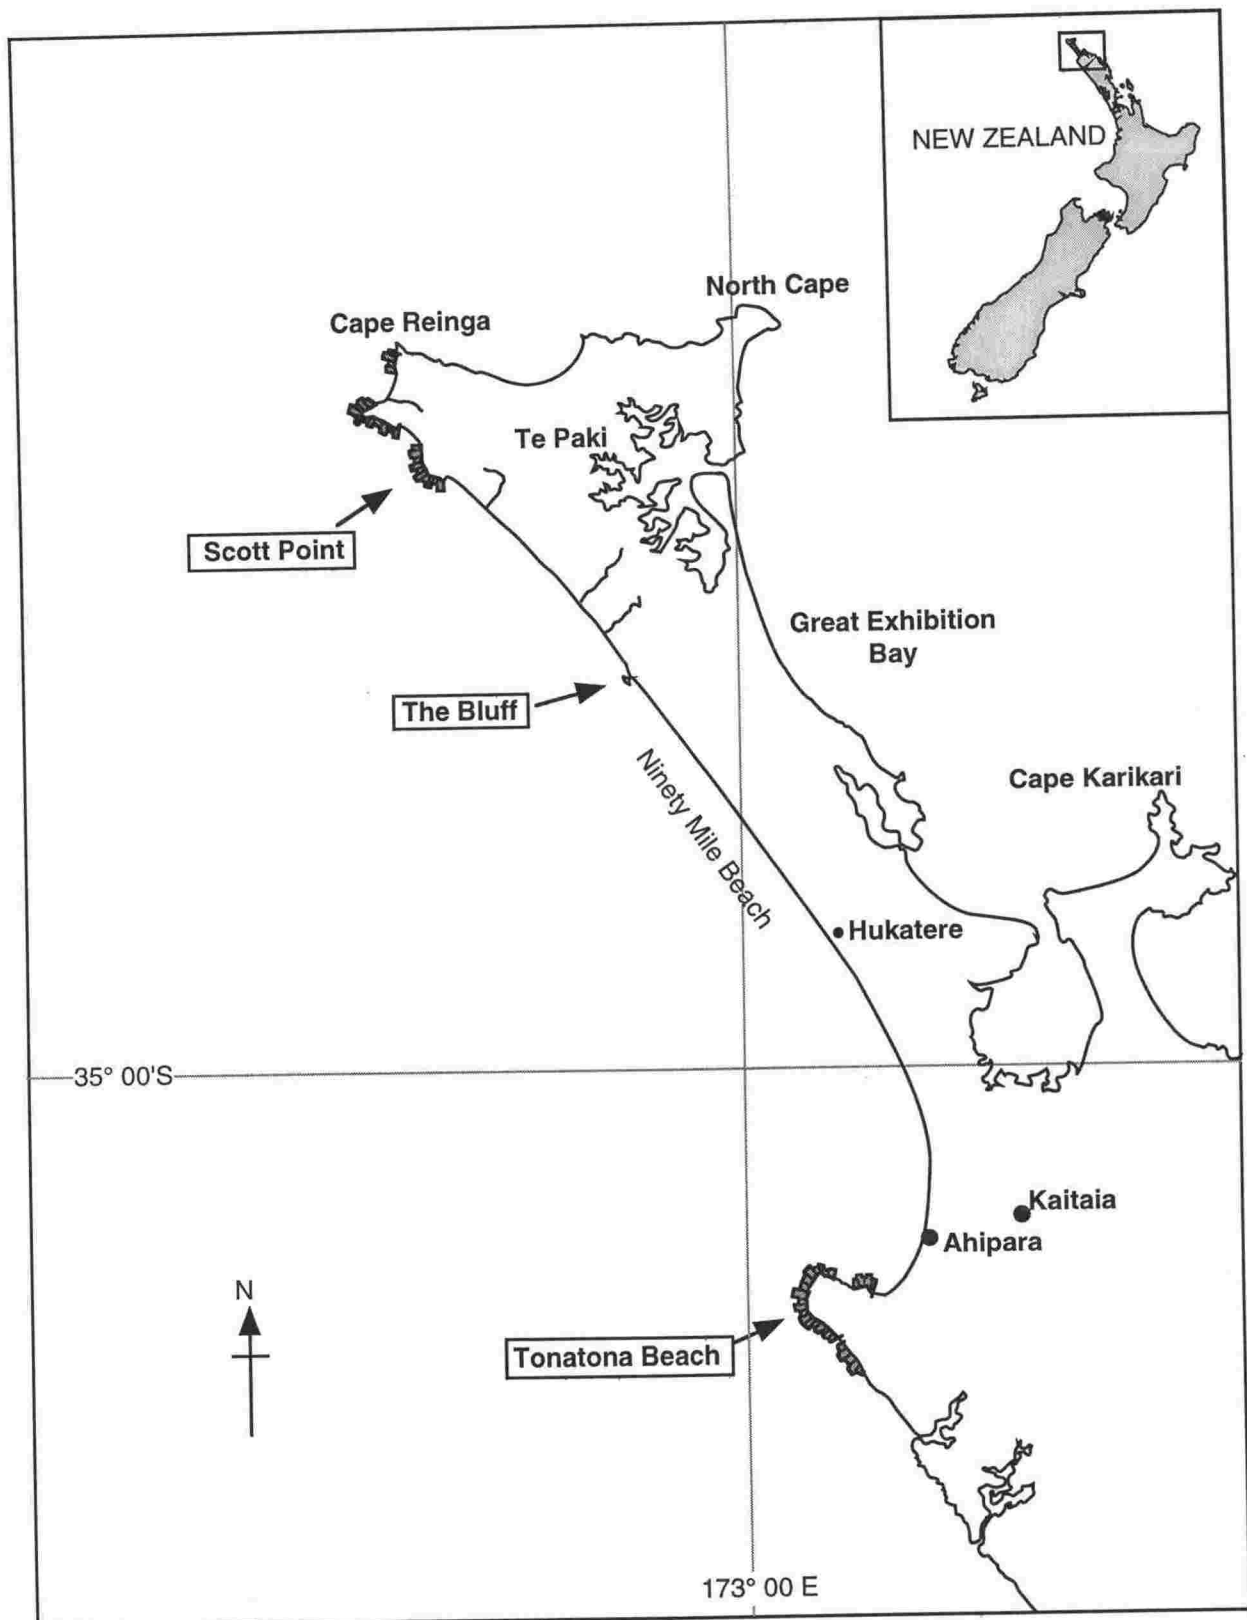 NEW ZEALAND
North Cape
Cape Reinga
Te Paki
Scott Point
Great Exhibition
Bay
The Bluff
Ninety Mile Beach
Cape Karikari
Hukatere
35° 00'S
Kaitaia
Ahipara
N
Tonatona Beach
173° 00 E